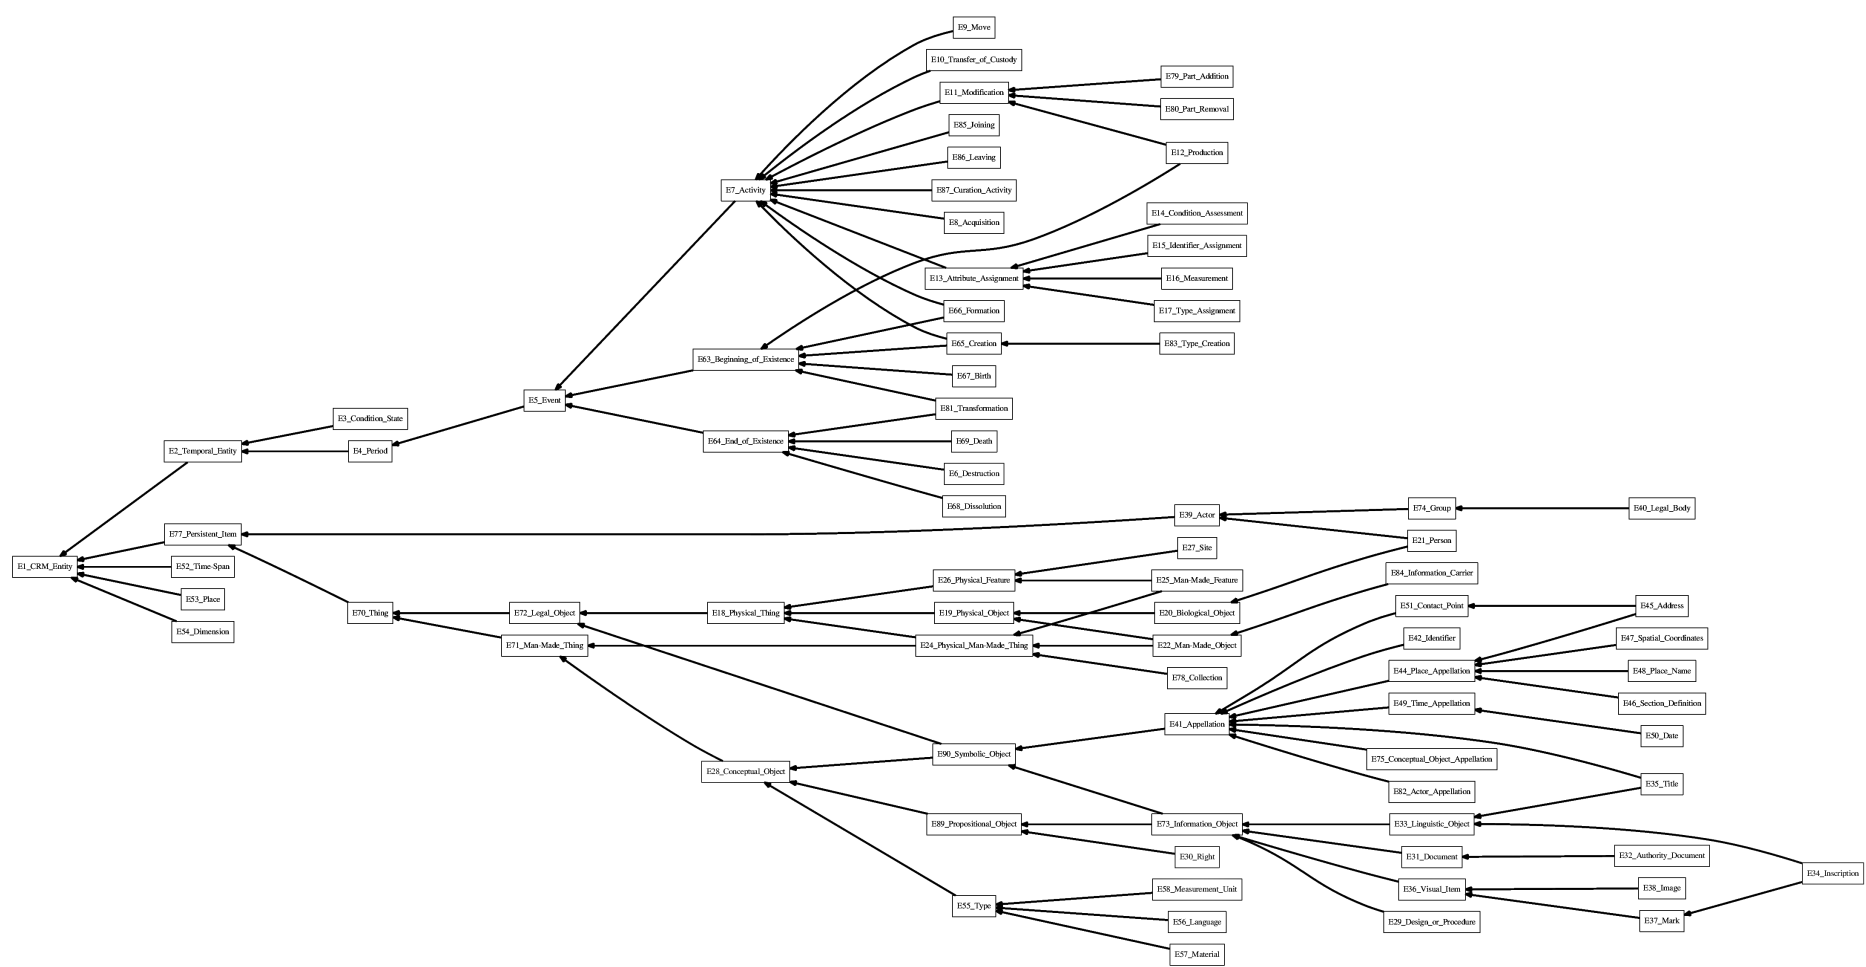 E9_Move
E10_Transfer_of_Custody
E79_Part_Addition
E11_Modification
E80_Part_Removal
E85_Joining
E12_Production
E86_Leaving
E7_Activity
E87_Curation_Activity
E14_Condition_Assessment
E8_Acquisition
E15_Identifier_Assignment
E13_Attribute_Assignment
E16_Measurement
E66_Formation
E17_Type_Assignment
E65_Creation
E83_Type_Creation
E63_Beginning_of_Existence
E67_Birth
E5_Event
E81_Transformation
E3_Condition_State
E64_End_of_Existence
E69_Death
E2_Temporal_Entity
E4_Period
E6_Destruction
E68_Dissolution
E39_Actor
E74_Group
E40_Legal_Body
E77_Persistent_Item
E21_Person
E27_Site
E1_CRM_Entity
E52_Time-Span
E26_Physical_Feature
E25_Man-Made_Feature
E84_Information_Carrier
E53_Place
E51_Contact_Point
E45_Address
E70_Thing
E72_Legal_Object
E18_Physical_Thing
E19_Physical_Object
E20_Biological_Object
E54_Dimension
E42_Identifier
E47_Spatial_Coordinates
E71_Man-Made_Thing
E24_Physical_Man-Made_Thing
E22_Man-Made_Object
E44_Place_Appellation
E48_Place_Name
E78_Collection
E49_Time_Appellation
E46_Section_Definition
E41_Appellation
E50_Date
E90_Symbolic_Object
E75_Conceptual_Object_Appellation
E28_Conceptual_Object
E35_Title
E82_Actor_Appellation
E89_Propositional_Object
E73_Information_Object
E33_Linguistic_Object
E30_Right
E31_Document
E32_Authority_Document
E34_Inscription
E58_Measurement_Unit
E36_Visual_Item
E38_Image
E55_Type
E56_Language
E29_Design_or_Procedure
E37_Mark
E57_Material